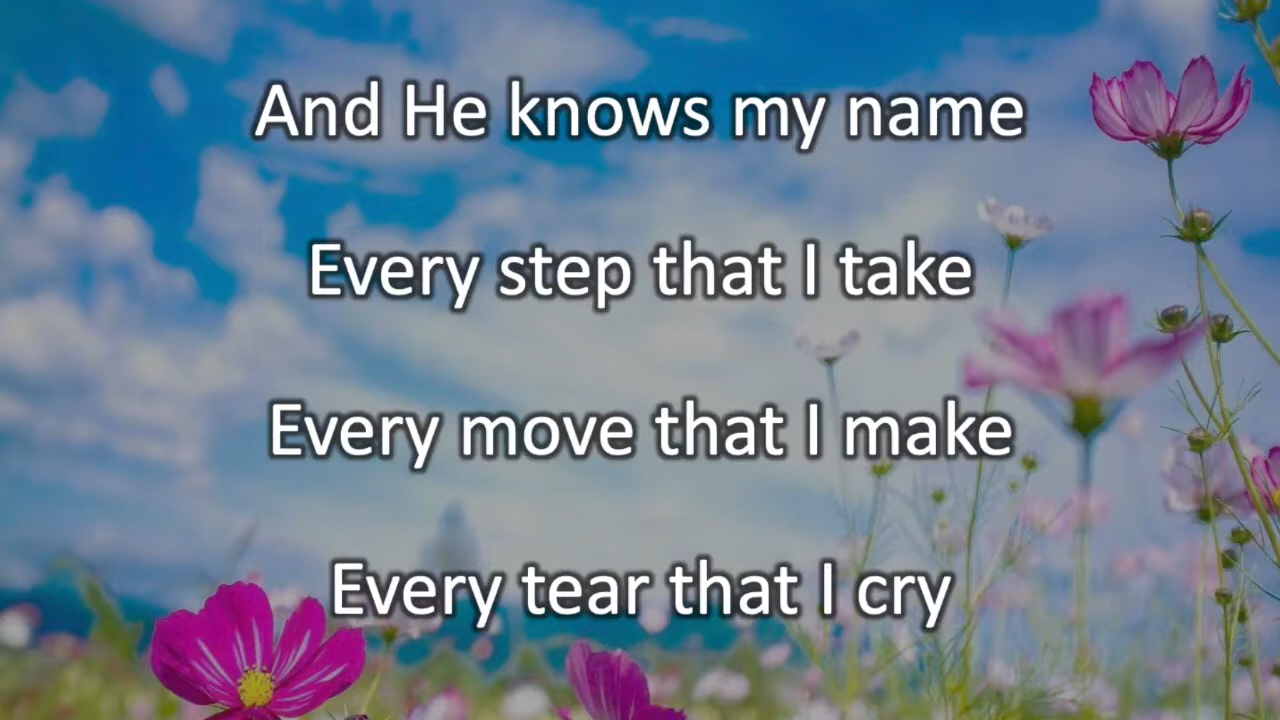 And He knows my name
Every step that I take
Every move that I make
Every tear that I cry